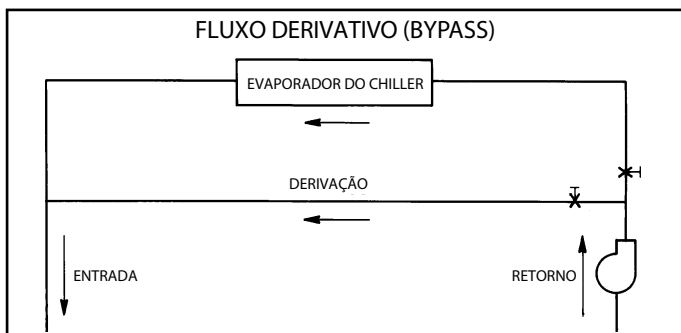 FLUXO DERIVATIVO (BYPASS)
EVAPORADOR DO CHILLER
DERIVAÇÃO
ENTRADA
RETORNO